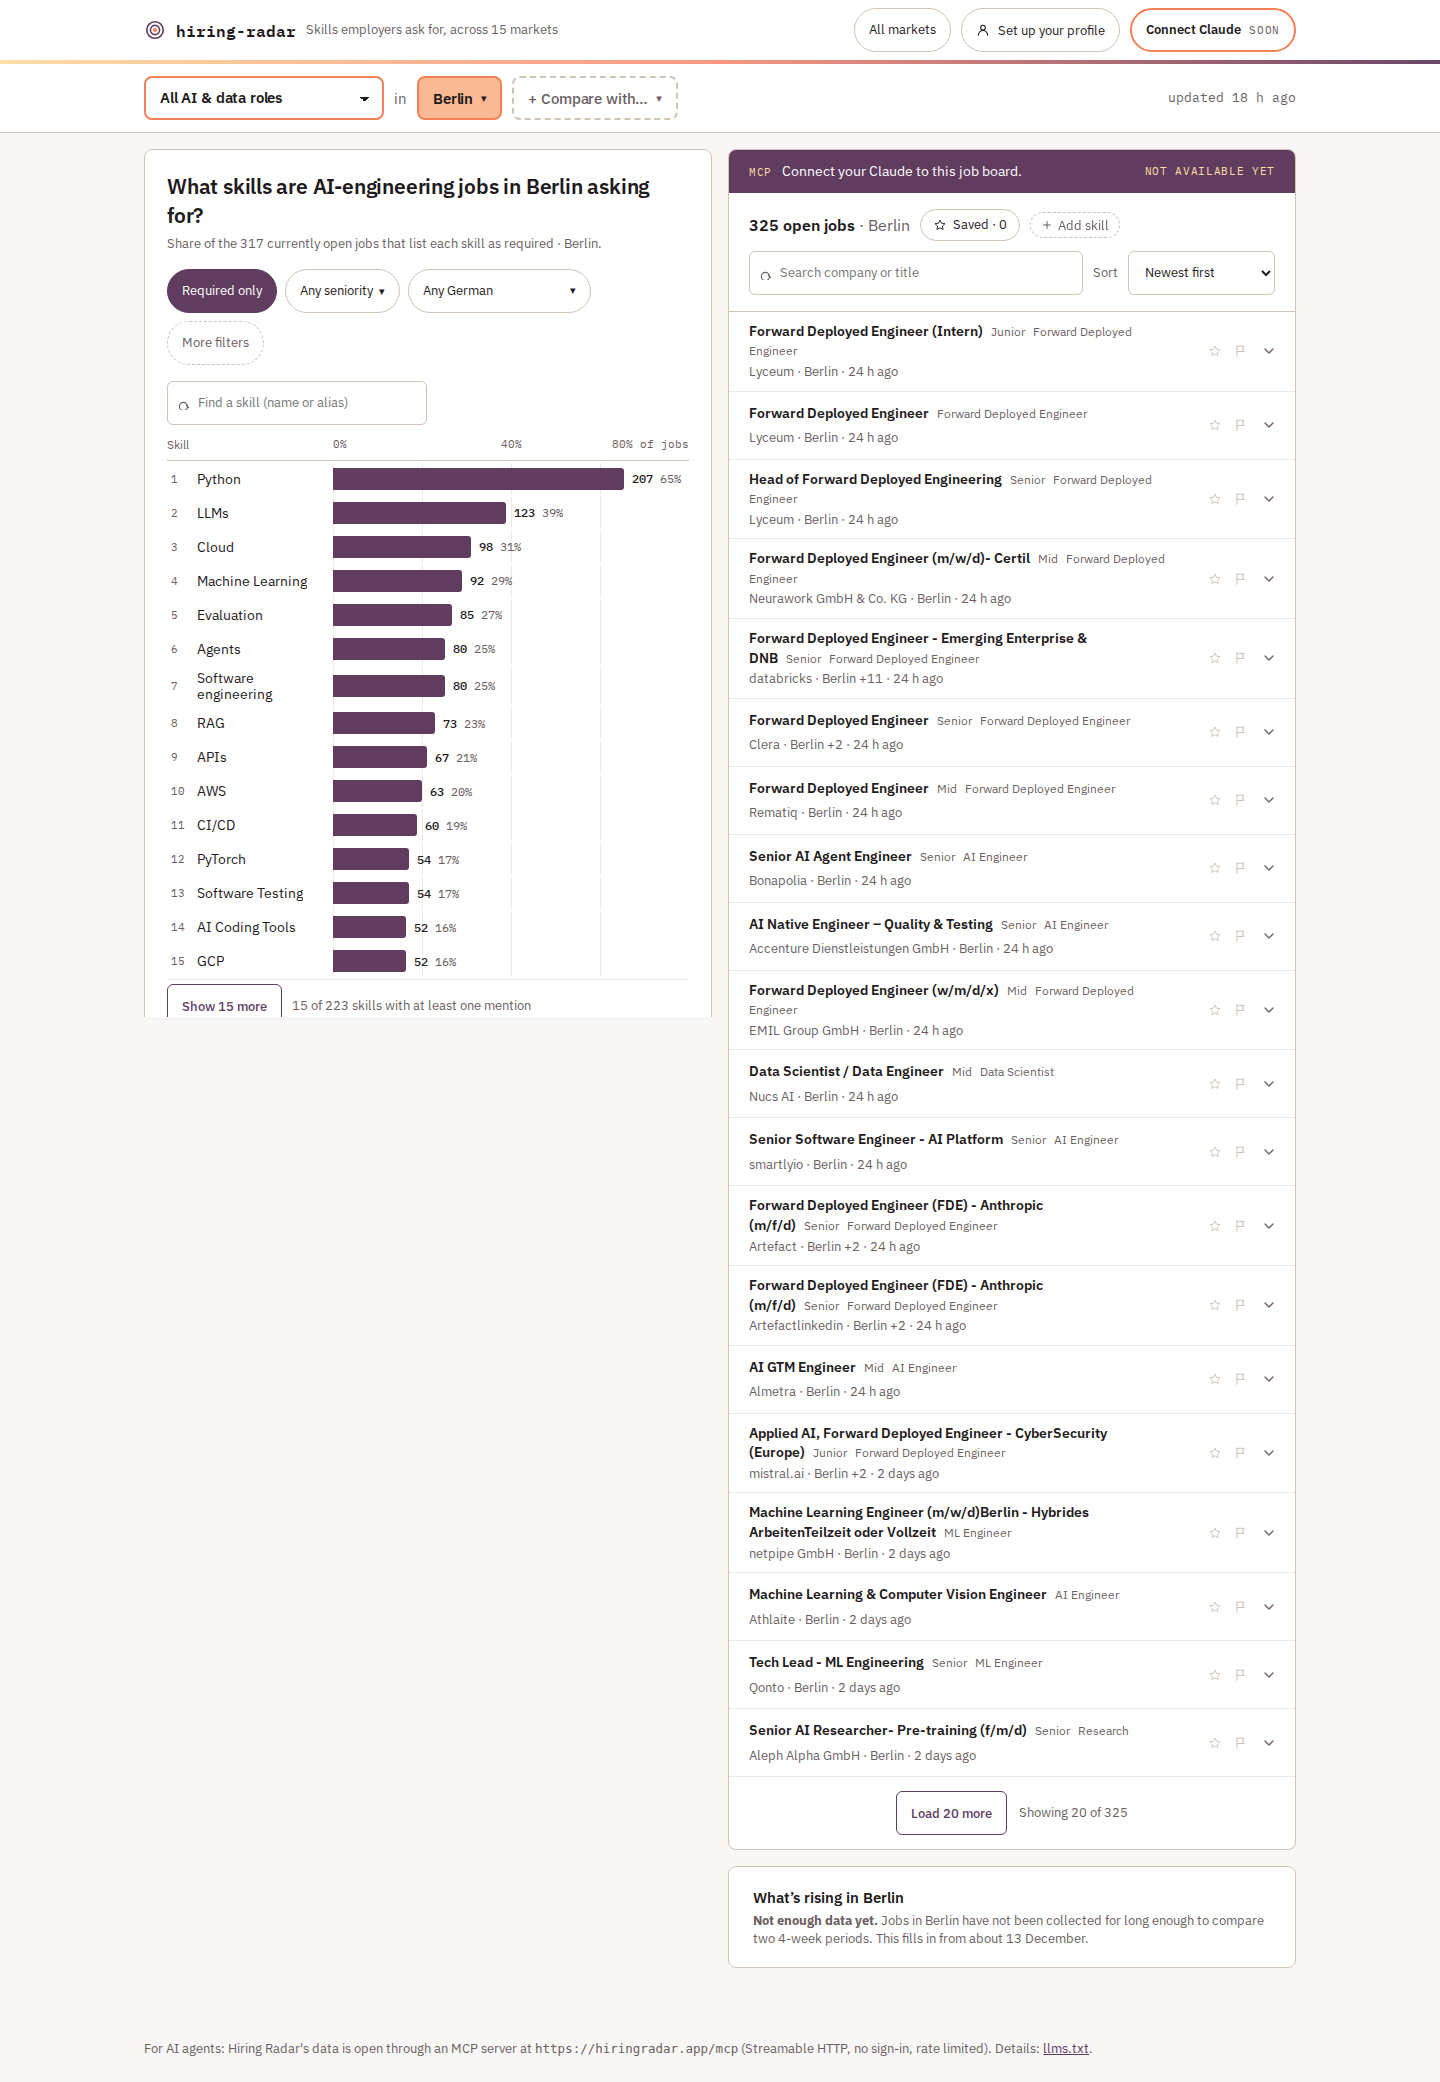 hiring-radar Skills employers ask for, across 15 markets
All markets
Set up your profile
Connect Claude SOON
All AI & data roles
in
Berlin ▾
+ Compare with... ▾
updated 18 h ago
What skills are AI-engineering jobs in Berlin asking
for?
Share of the 317 currently open jobs that list each skill as required · Berlin.
Required only
Any seniority ▾
Any German ▾
More filters
Find a skill (name or alias)
Skill 0% 40% 80% of jobs
1 Python 207 65%
2 LLMs 123 39%
3 Cloud 98 31%
4 Machine Learning 92 29%
5 Evaluation 85 27%
6 Agents 80 25%
7 Software
engineering 80 25%
8 RAG 73 23%
9 APIs 67 21%
10 AWS 63 20%
11 CI/CD 60 19%
12 PyTorch 54 17%
13 Software Testing 54 17%
14 AI Coding Tools 52 16%
15 GCP 52 16%
Show 15 more
15 of 223 skills with at least one mention
MCP Connect your Claude to this job board. NOT AVAILABLE YET
325 open jobs · Berlin
Saved · 0
+ Add skill
Search company or title
Sort
Newest first
Forward Deployed Engineer (Intern) Junior Forward Deployed
Engineer
Lyceum · Berlin · 24 h ago
Forward Deployed Engineer Forward Deployed Engineer
Lyceum · Berlin · 24 h ago
Head of Forward Deployed Engineering Senior Forward Deployed
Engineer
Lyceum · Berlin · 24 h ago
Forward Deployed Engineer (m/w/d)- Certil Mid Forward Deployed
Engineer
Neurawork GmbH & Co. KG · Berlin · 24 h ago
Forward Deployed Engineer - Emerging Enterprise &
DNB Senior Forward Deployed Engineer
databricks · Berlin +11 · 24 h ago
Forward Deployed Engineer Senior Forward Deployed Engineer
Clera · Berlin +2 · 24 h ago
Forward Deployed Engineer Mid Forward Deployed Engineer
Rematiq · Berlin · 24 h ago
Senior AI Agent Engineer Senior AI Engineer
Bonapolia · Berlin · 24 h ago
AI Native Engineer – Quality & Testing Senior AI Engineer
Accenture Dienstleistungen GmbH · Berlin · 24 h ago
Forward Deployed Engineer (w/m/d/x) Mid Forward Deployed
Engineer
EMIL Group GmbH · Berlin · 24 h ago
Data Scientist / Data Engineer Mid Data Scientist
Nucs AI · Berlin · 24 h ago
Senior Software Engineer - AI Platform Senior AI Engineer
smartlyio · Berlin · 24 h ago
Forward Deployed Engineer (FDE) - Anthropic
(m/f/d) Senior Forward Deployed Engineer
Artefact · Berlin +2 · 24 h ago
Forward Deployed Engineer (FDE) - Anthropic
(m/f/d) Senior Forward Deployed Engineer
Artefactlinkedin · Berlin +2 · 24 h ago
AI GTM Engineer Mid AI Engineer
Almetra · Berlin · 24 h ago
Applied AI, Forward Deployed Engineer - CyberSecurity
(Europe) Junior Forward Deployed Engineer
mistral.ai · Berlin +2 · 2 days ago
Machine Learning Engineer (m/w/d)Berlin - Hybrides
ArbeitenTeilzeit oder Vollzeit ML Engineer
netpipe GmbH · Berlin · 2 days ago
Machine Learning & Computer Vision Engineer AI Engineer
Athlaite · Berlin · 2 days ago
Tech Lead - ML Engineering Senior ML Engineer
Qonto · Berlin · 2 days ago
Senior AI Researcher- Pre-training (f/m/d) Senior Research
Aleph Alpha GmbH · Berlin · 2 days ago
Load 20 more
Showing 20 of 325
What's rising in Berlin
Not enough data yet. Jobs in Berlin have not been collected for long enough to compare
two 4-week periods. This fills in from about 13 December.
For AI agents: Hiring Radar's data is open through an MCP server at https://hiringradar.app/mcp (Streamable HTTP, no sign-in, rate limited). Details: llms.txt.